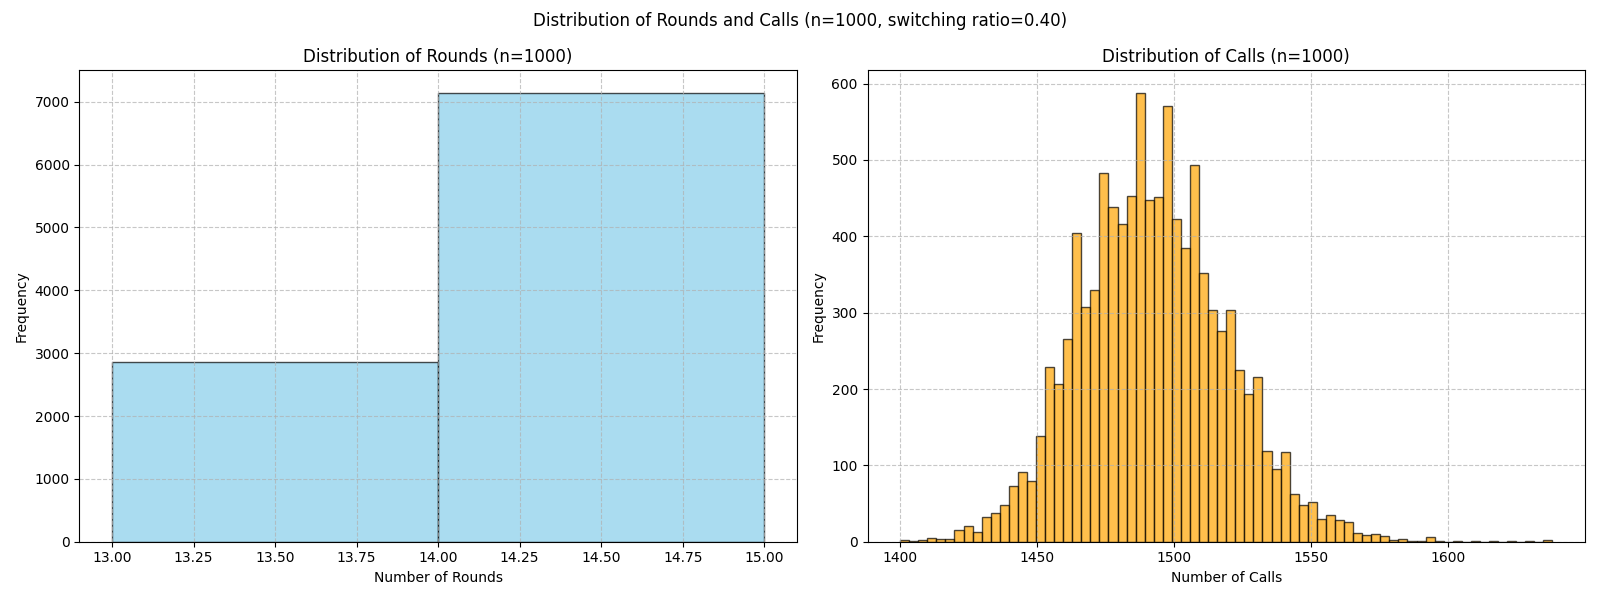 Distribution of Rounds and Calls (n=1000, switching ratio=0.40)
Distribution of Rounds (n=1000)
Frequency
7000
6000
5000
4000
3000
2000
1000
0
13.00 13.25 13.50 13.75 14.00 14.25 14.50 14.75 15.00
Number of Rounds
Distribution of Calls (n=1000)
Frequency
600
500
400
300
200
100
0
1400 1450 1500 1550 1600
Number of Calls